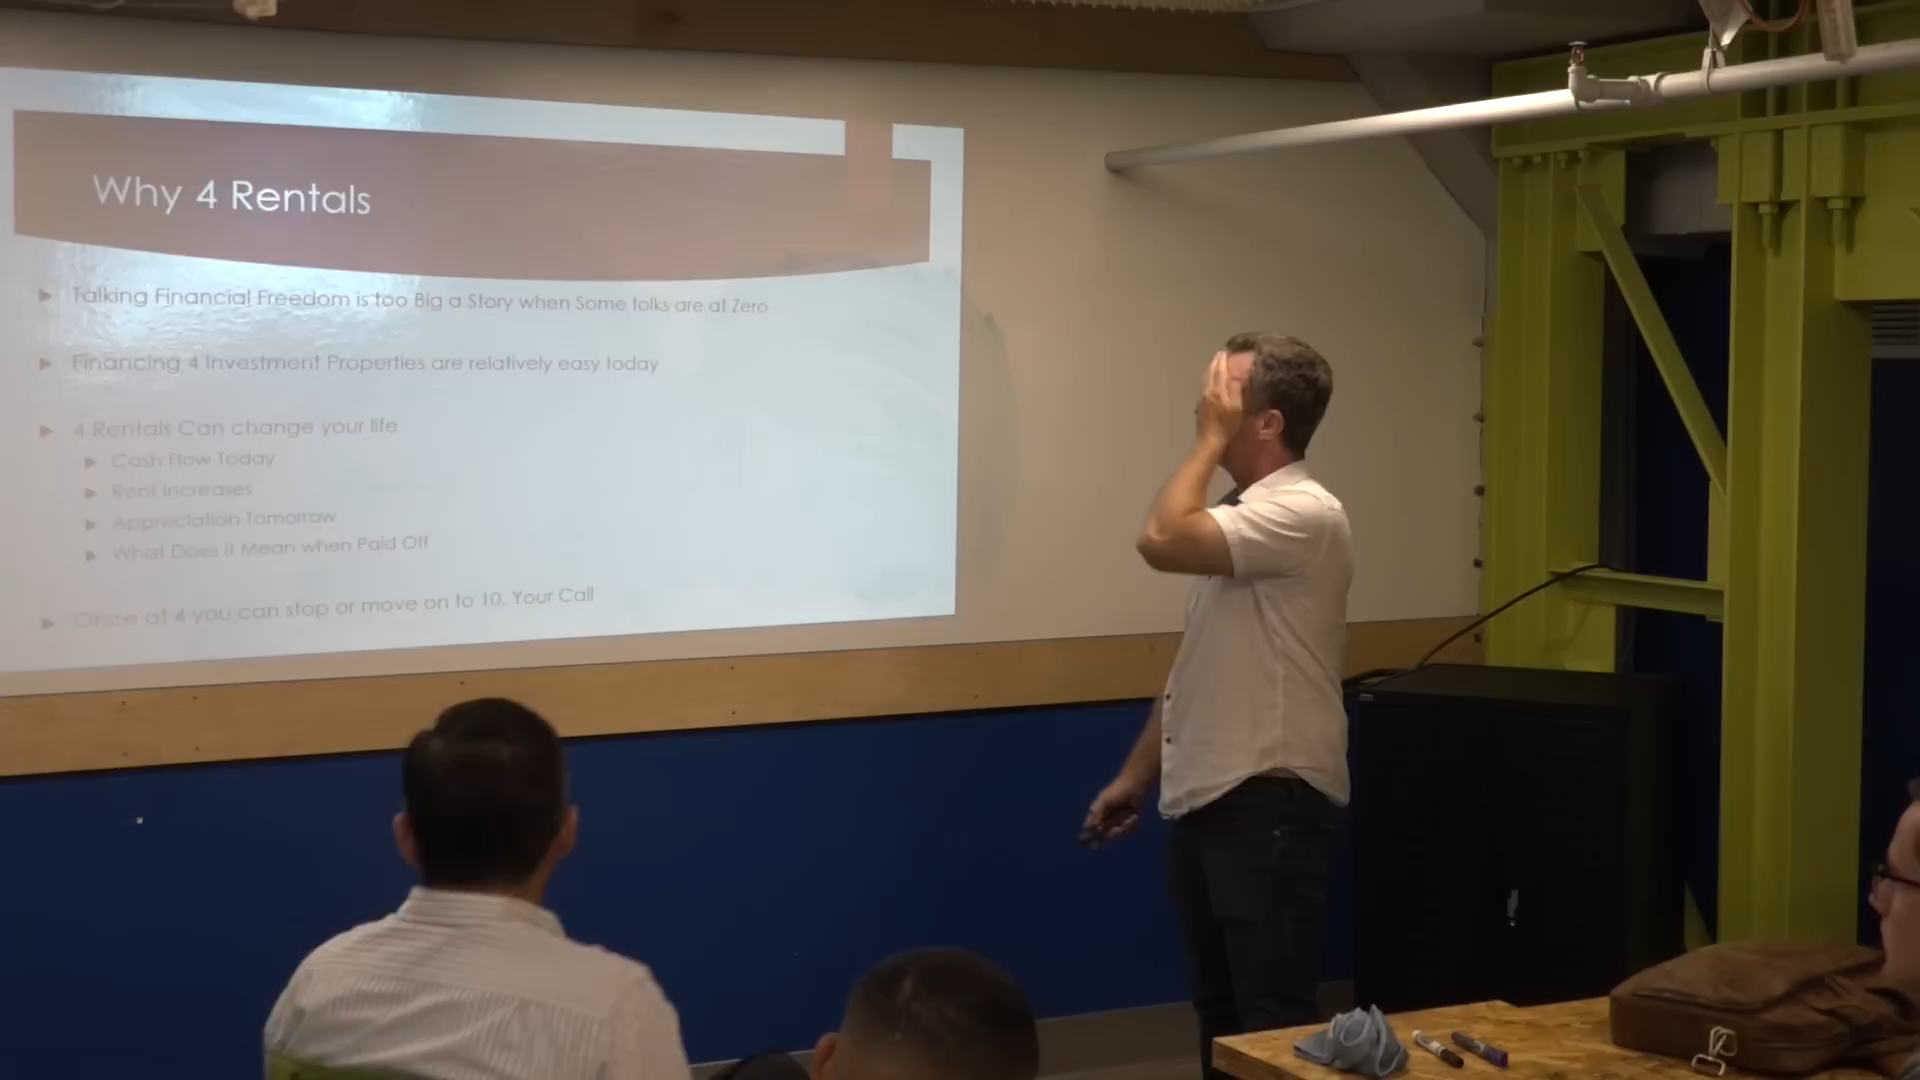 Why 4 Rentals
Talking Financial Freedom is too Big a Story when Some folks are at Zero
Financing 4 Investment Properties are relatively easy today
4 Rentals Can change your life
Cash Flow Today
Rent Increases
Appreciation Tomorrow
What Does it Mean when Paid Off
Once at 4 you can stop or move on to 10. Your Call